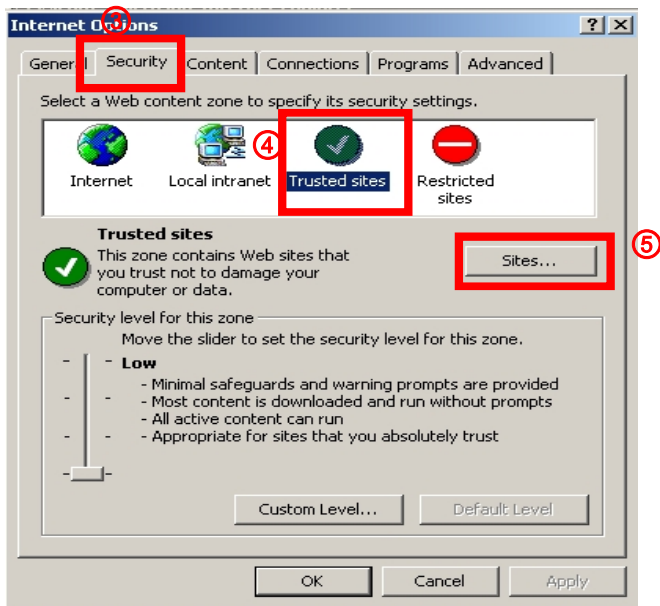 Internet Options
③
General Security Content Connections Programs Advanced
Select a Web content zone to specify its security settings.
④
Internet Local intranet Trusted sites Restricted
sites
Trusted sites
This zone contains Web sites that
you trust not to damage your
computer or data.
Sites...
⑤
Security level for this zone
Move the slider to set the security level for this zone.
Low
- Minimal safeguards and warning prompts are provided
- Most content is downloaded and run without prompts
- All active content can run
- Appropriate for sites that you absolutely trust
Custom Level... Default Level
OK Cancel Apply